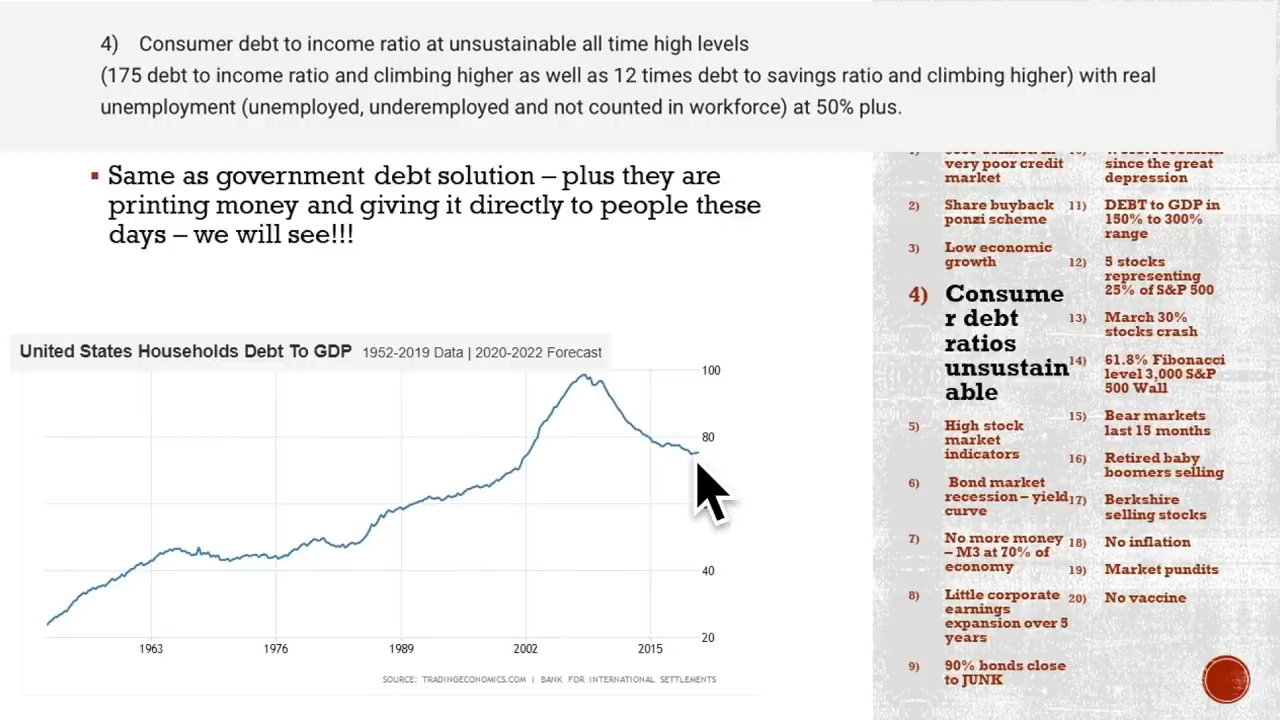 4) Consumer debt to income ratio at unsustainable all time high levels
(175 debt to income ratio and climbing higher as well as 12 times debt to savings ratio and climbing higher) with real
unemployment (unemployed, underemployed and not counted in workforce) at 50% plus.
▪ Same as government debt solution – plus they are
printing money and giving it directly to people these
days – we will see!!!
United States Households Debt To GDP 1952-2019 Data | 2020-2022 Forecast
100
80
40
20
1963 1976 1989 2002 2015
SOURCE: TRADINGECONOMICS.COM | BANK FOR INTERNATIONAL SETTLEMENTS
very poor credit
market
2) Share buyback
ponzi scheme
3) Low economic
growth
4) Consume
r debt
ratios
unsustain
able
5) High stock
market
indicators
6) Bond market
recession – yield
curve
7) No more money
– M3 at 70% of
economy
8) Little corporate
earnings
expansion over 5
years
9) 90% bonds close
to JUNK
since the great
depression
11) DEBT to GDP in
150% to 300%
range
12) 5 stocks
representing
25% of S&P 500
13) March 30%
stocks crash
14) 61.8% Fibonacci
level 3,000 S&P
500 Wall
15) Bear markets
last 15 months
16) Retired baby
boomers selling
17) Berkshire
selling stocks
18) No inflation
19) Market pundits
20) No vaccine